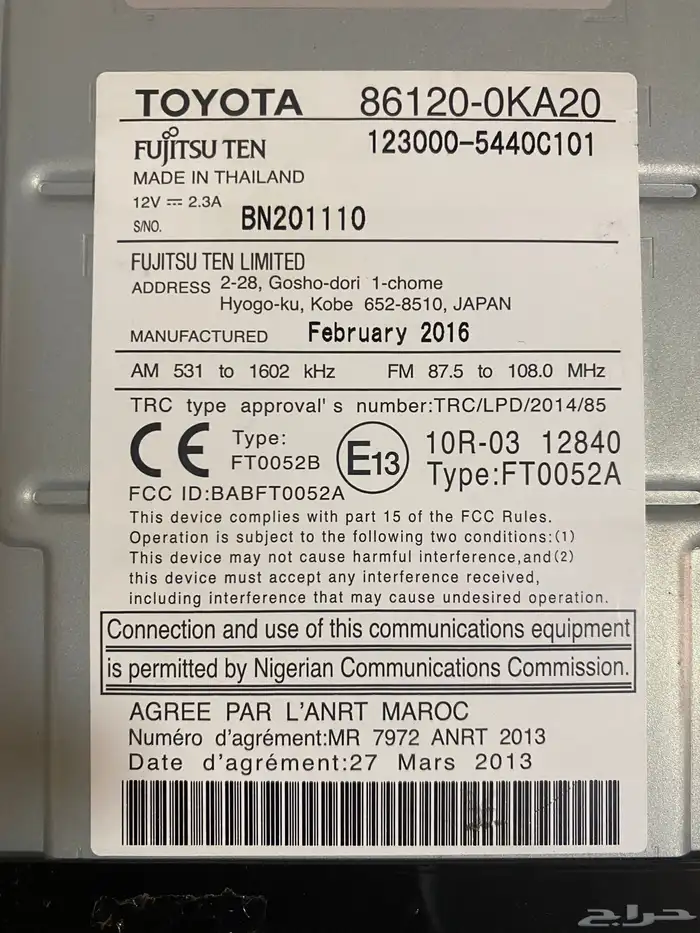 TOYOTA 86120-0KA20
FUJITSU TEN 123000-5440C101
MADE IN THAILAND
12V ⎓ 2.3A
S/NO. BN201110
FUJITSU TEN LIMITED
ADDRESS 2-28, Gosho-dori 1-chome
Hyogo-ku, Kobe 652-8510, JAPAN
MANUFACTURED February 2016
AM 531 to 1602 kHz FM 87.5 to 108.0 MHz
TRC type approval's number:TRC/LPD/2014/85
CE Type: E13 10R-03 12840
FT0052B Type:FT0052A
FCC ID:BABFT0052A
This device complies with part 15 of the FCC Rules.
Operation is subject to the following two conditions:(1)
This device may not cause harmful interference,and(2)
this device must accept any interference received,
including interference that may cause undesired operation.
Connection and use of this communications equipment
is permitted by Nigerian Communications Commission.
AGREE PAR L'ANRT MAROC
Numéro d'agrément:MR 7972 ANRT 2013
Date d'agrément:27 Mars 2013
حراج